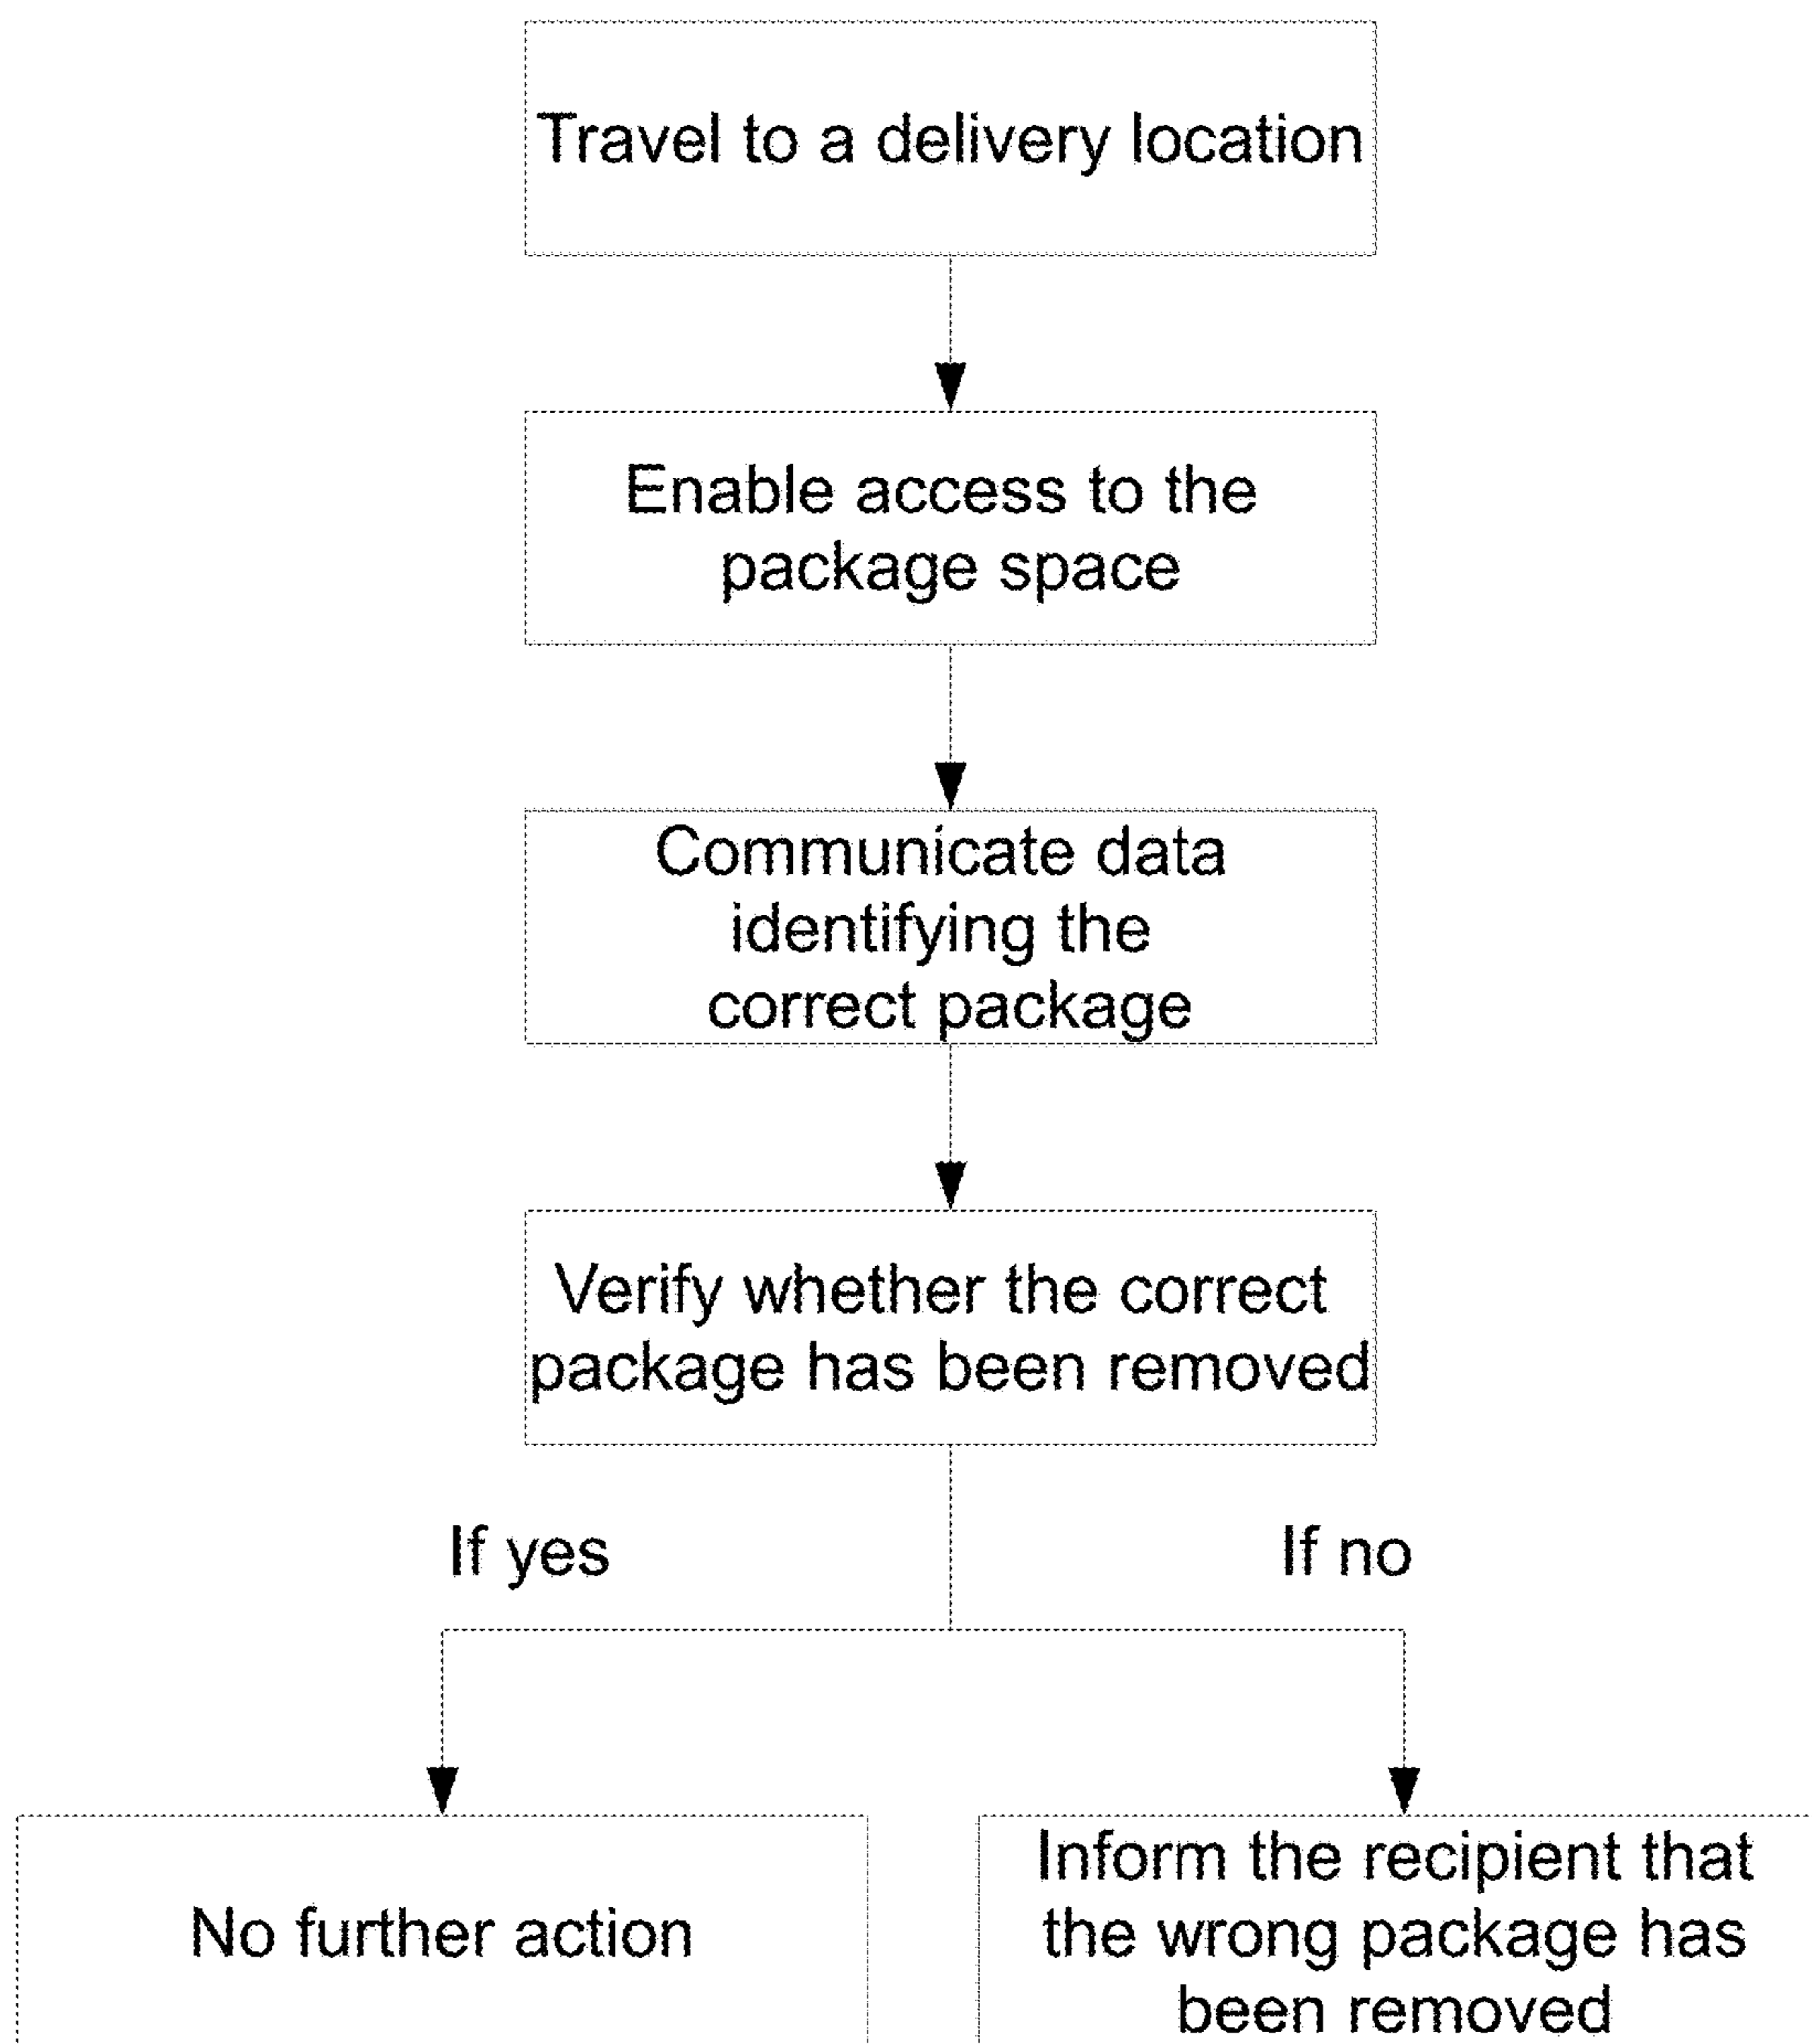 Travel to a delivery location
Enable access to the
package space
Communicate data
identifying the
correct package
Verify whether the correct
package has been removed
If yes
If no
No further action
Inform the recipient that
the wrong package has
been removed